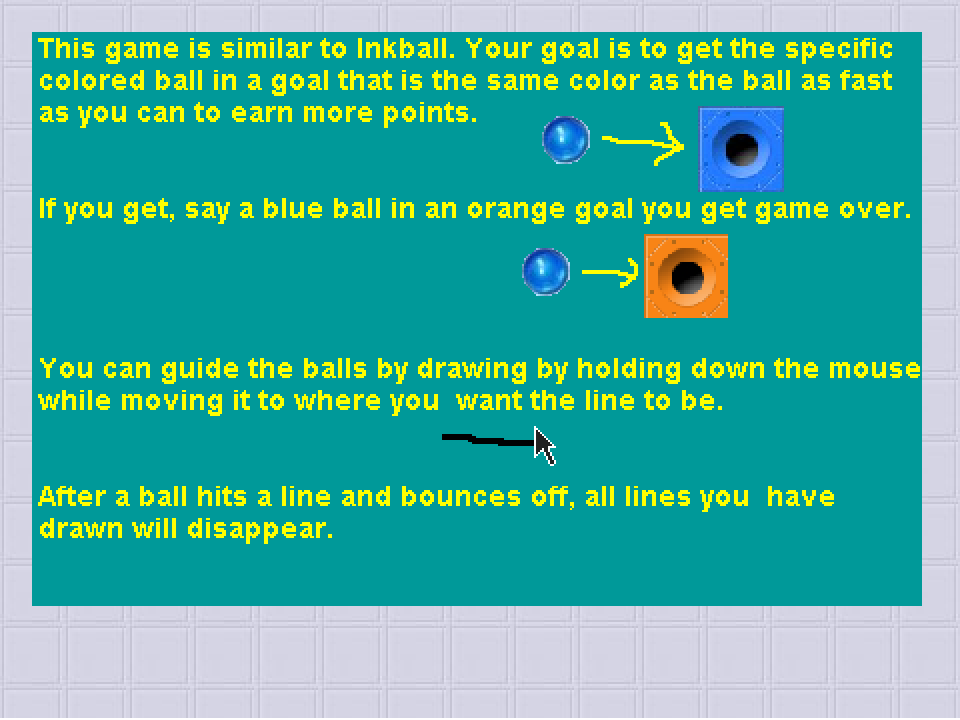 This game is similar to Inkball. Your goal is to get the specific
colored ball in a goal that is the same color as the ball as fast
as you can to earn more points.
If you get, say a blue ball in an orange goal you get game over.
You can guide the balls by drawing by holding down the mouse
while moving it to where you  want the line to be.
After a ball hits a line and bounces off, all lines you  have
drawn will disappear.